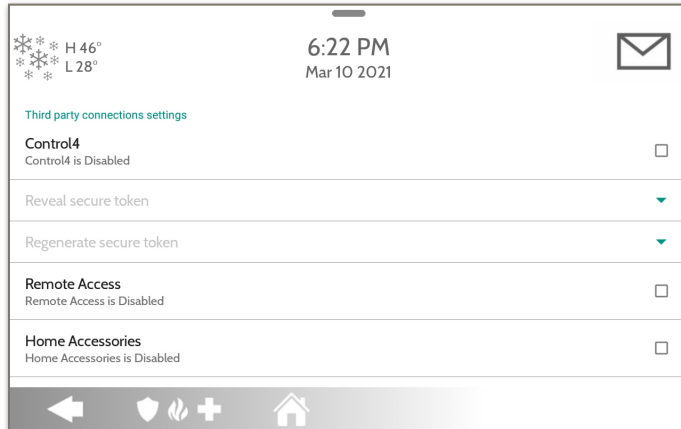 H 46°
L 28°
6:22 PM
Mar 10 2021
Third party connections settings
Control4
Control4 is Disabled
Reveal secure token
Regenerate secure token
Remote Access
Remote Access is Disabled
Home Accessories
Home Accessories is Disabled